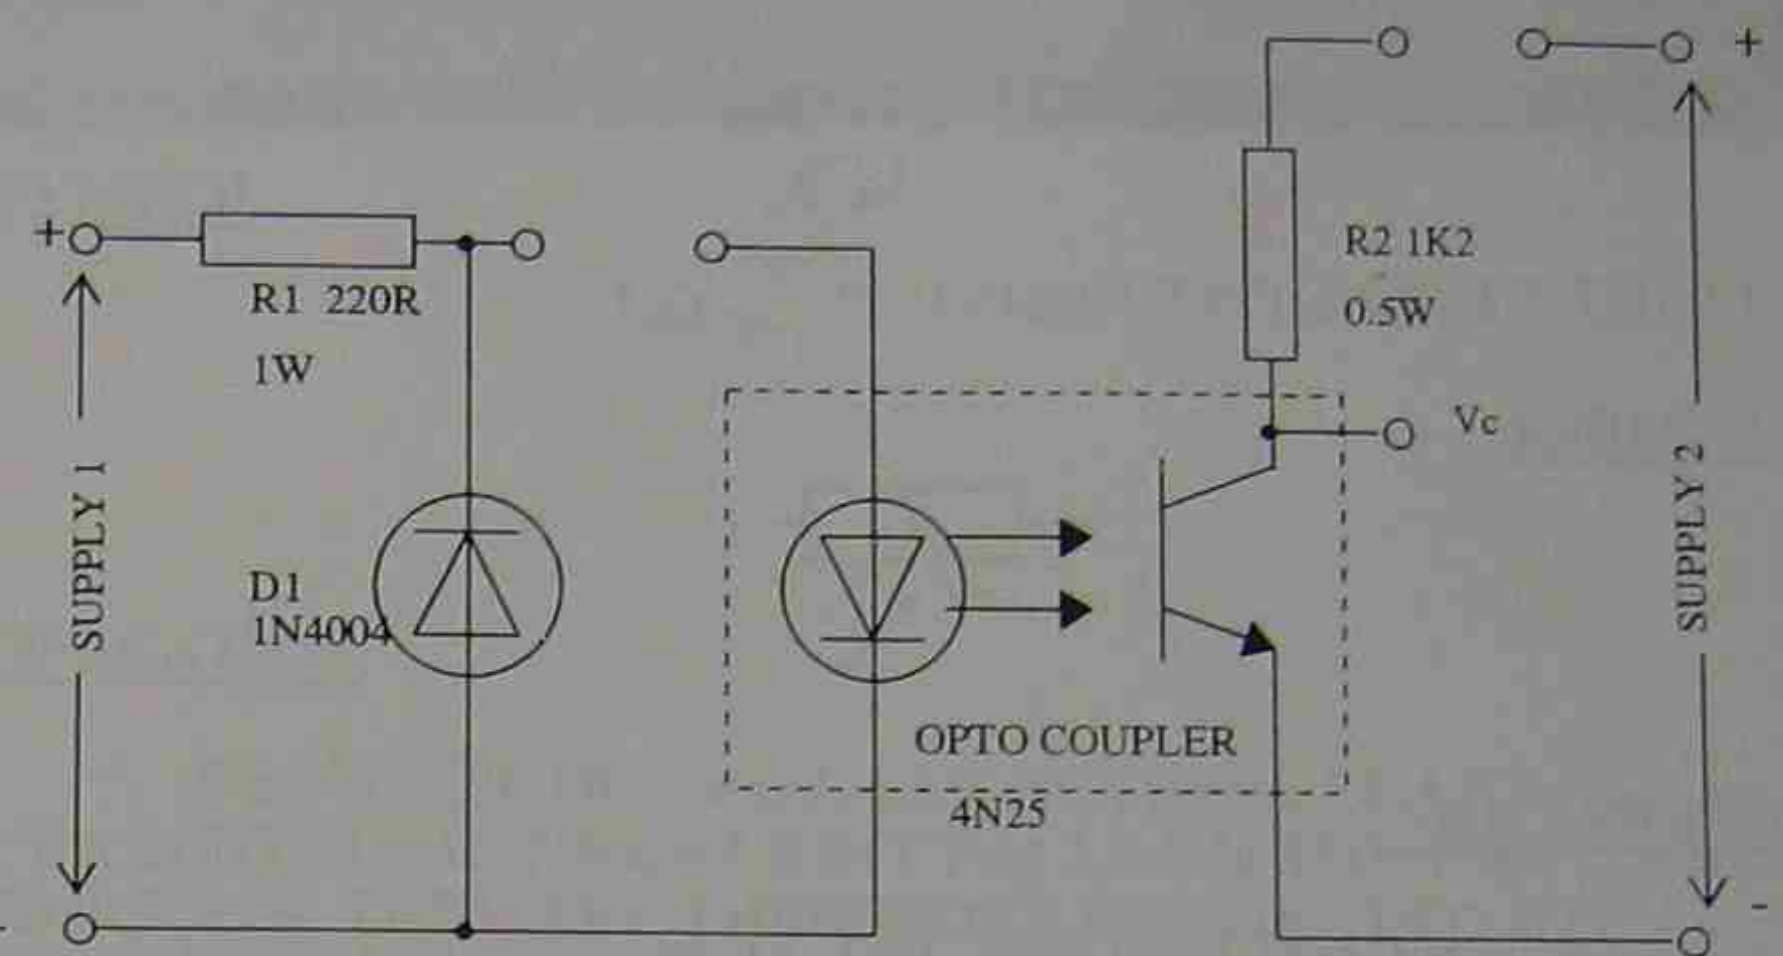 +
+
R1 220R
1W
R2 1K2
0.5W
Vc
SUPPLY 1
SUPPLY 2
D1
1N4004
OPTO COUPLER
4N25
-
-